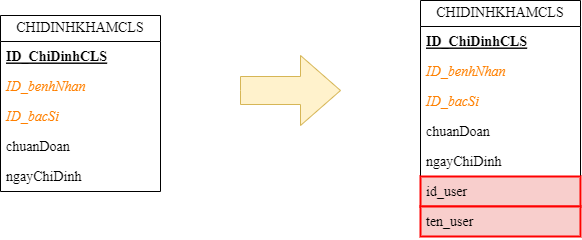 CHIDINHKHAMCLS
ID_ChiDinhCLS
ID_benhNhan
ID_bacSi
chuanDoan
ngayChiDinh
CHIDINHKHAMCLS
ID_ChiDinhCLS
ID_benhNhan
ID_bacSi
chuanDoan
ngayChiDinh
id_user
ten_user